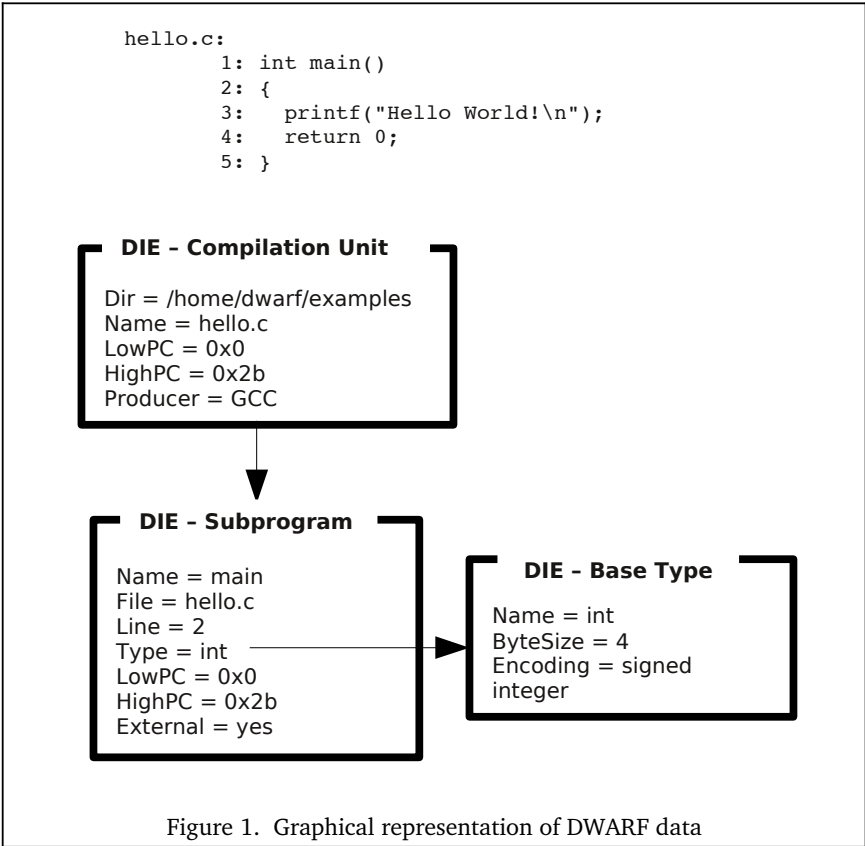 hello.c:
1: int main()
2: {
3:   printf("Hello World!\n");
4:   return 0;
5: }
DIE – Compilation Unit
Dir = /home/dwarf/examples
Name = hello.c
LowPC = 0x0
HighPC = 0x2b
Producer = GCC
DIE – Subprogram
Name = main
File = hello.c
Line = 2
Type = int
LowPC = 0x0
HighPC = 0x2b
External = yes
DIE – Base Type
Name = int
ByteSize = 4
Encoding = signed
integer
Figure 1.  Graphical representation of DWARF data